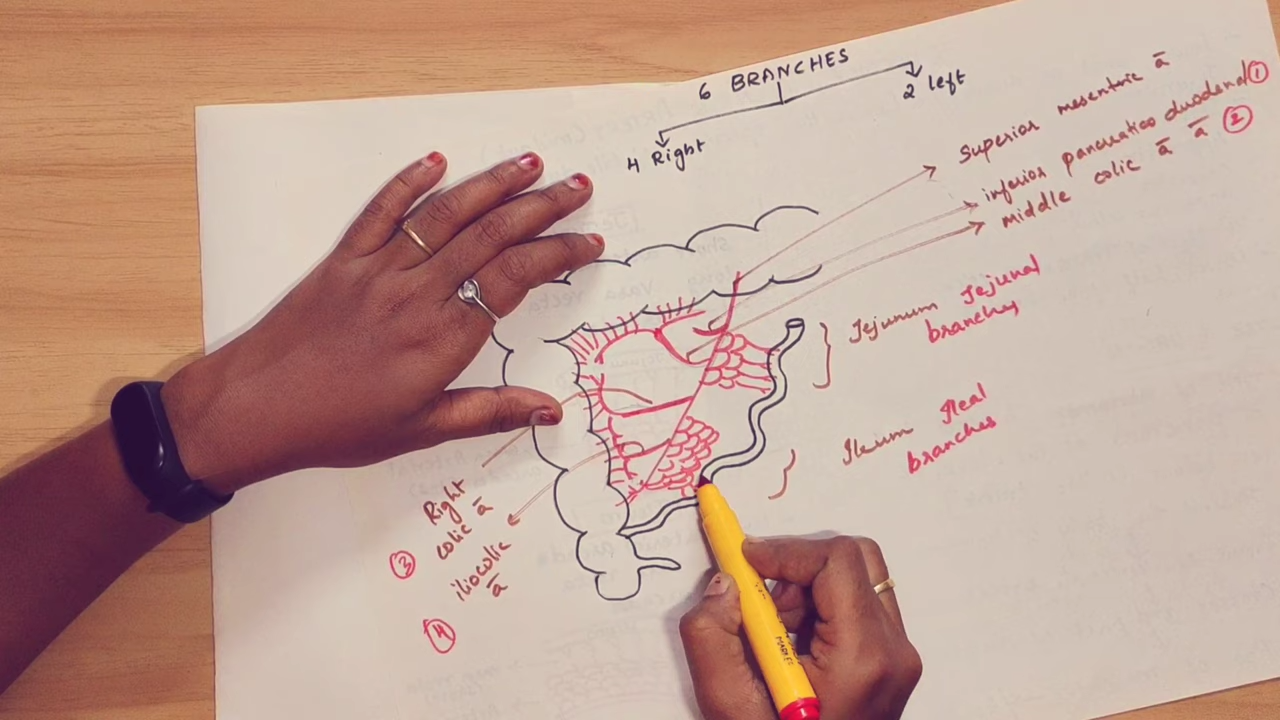 6 BRANCHES
2 left
4 Right
Superior mesentric ā
inferior pancreatico duodenal ①
ā ②
middle colic ā
Jejunum Jejunal
branches
Ileum Ileal
branches
Right
colic ā
③
iliocolic
ā
④